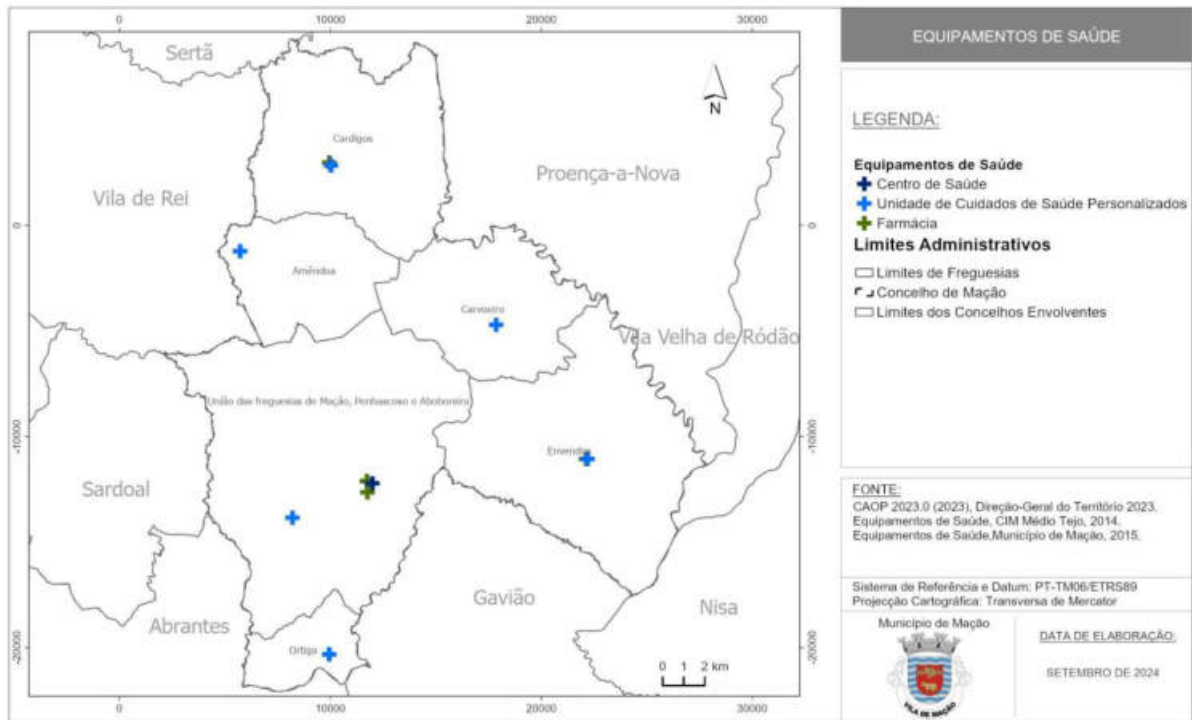 0 10000 20000 30000
Sertã
Cardigos
N
Proença-a-Nova
Vila de Rei
0 0
Amêndoa
Carvoeiro
Vila Velha de Ródão
União das freguesias de Mação, Penhascoso e Aboboreira
-10000 -10000
Envendos
Sardoal
Gavião
Nisa
Abrantes
-20000 -20000
Ortiga
0 1 2 km
0 10000 20000 30000
EQUIPAMENTOS DE SAÚDE
LEGENDA:
Equipamentos de Saúde
Centro de Saúde
Unidade de Cuidados de Saúde Personalizados
Farmácia
Limites Administrativos
Limites de Freguesias
Concelho de Mação
Limites dos Concelhos Envolventes
FONTE:
CAOP 2023.0 (2023), Direção-Geral do Território 2023.
Equipamentos de Saúde, CIM Médio Tejo, 2014.
Equipamentos de Saúde,Município de Mação, 2015.
Sistema de Referência e Datum: PT-TM06/ETRS89
Projecção Cartográfica: Transversa de Mercator
Município de Mação
VILA DE MAÇÃO
DATA DE ELABORAÇÃO:
SETEMBRO DE 2024